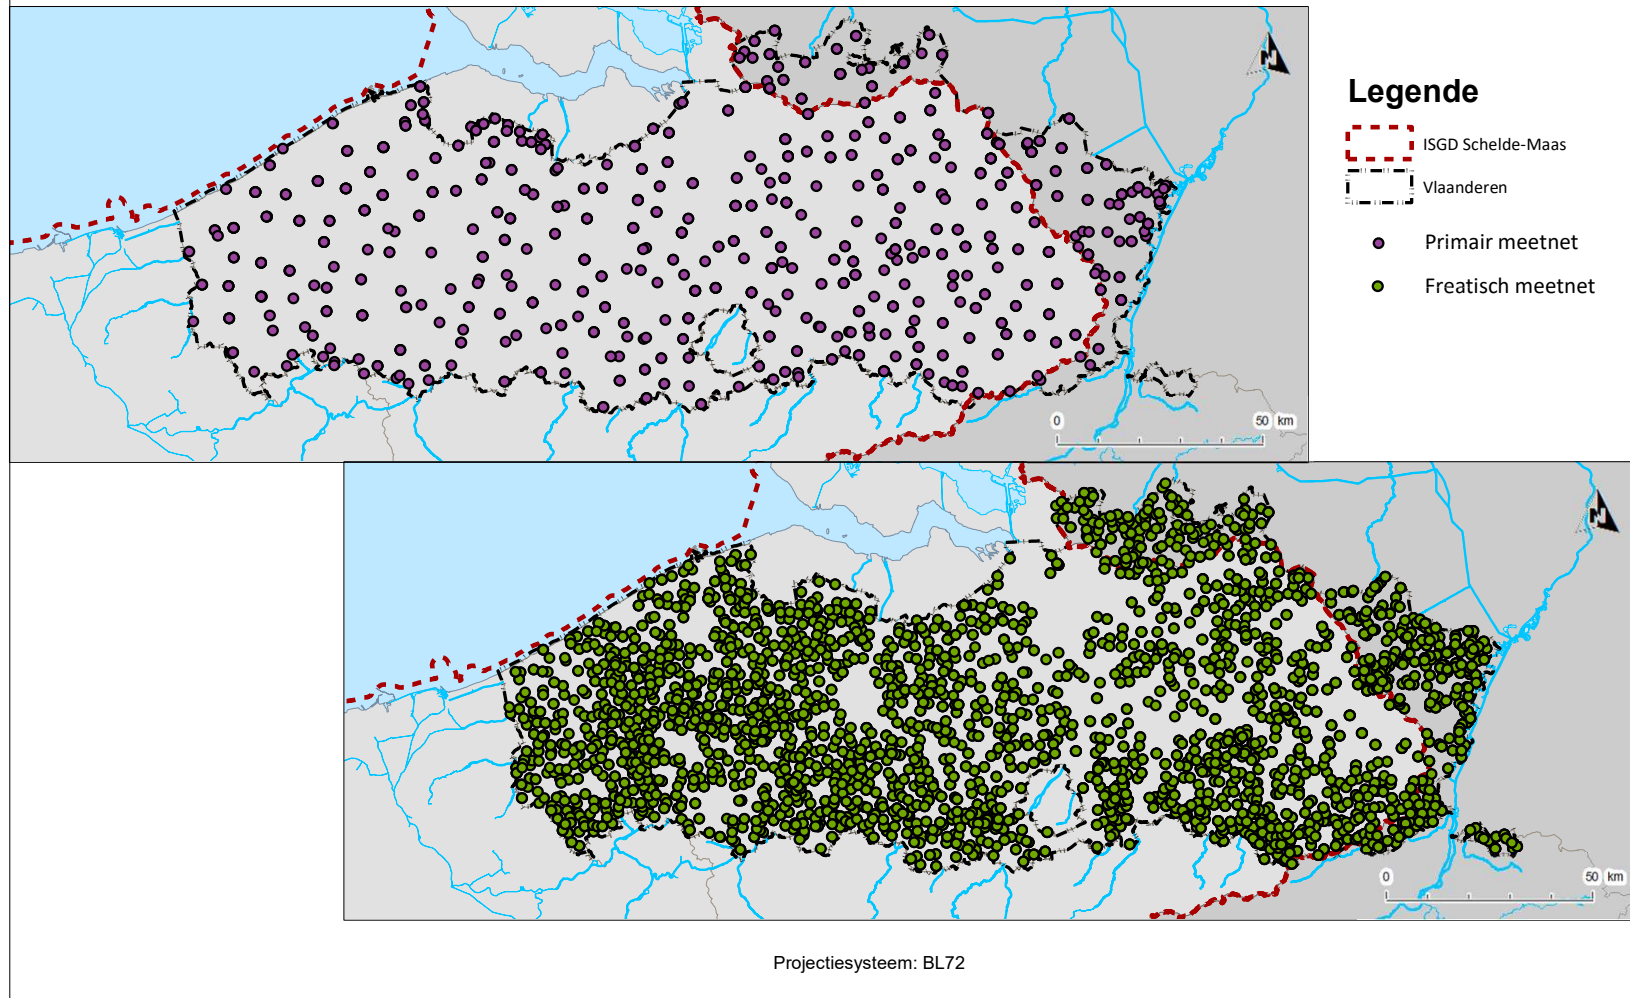 N
Legende
ISGD Schelde-Maas
Vlaanderen
Primair meetnet
Freatisch meetnet
0 50 km
N
0 50 km
Projectiesysteem: BL72